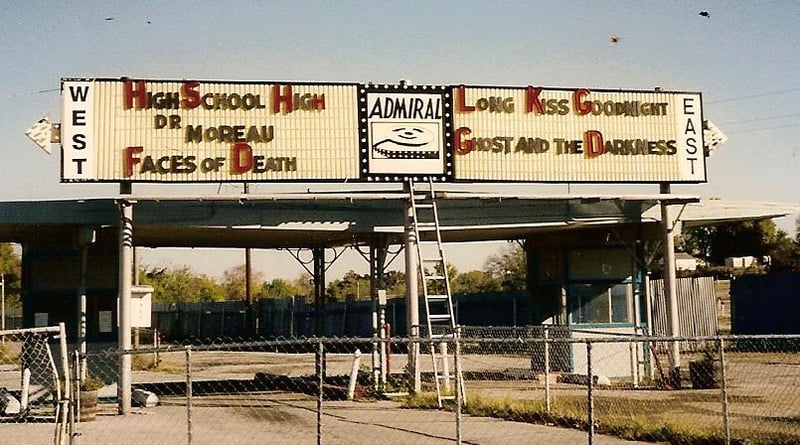 WEST
HIGH SCHOOL HIGH
DR MOREAU
FACES OF DEATH
ADMIRAL
LONG KISS GOODNIGHT
GHOST AND THE DARKNESS
EAST